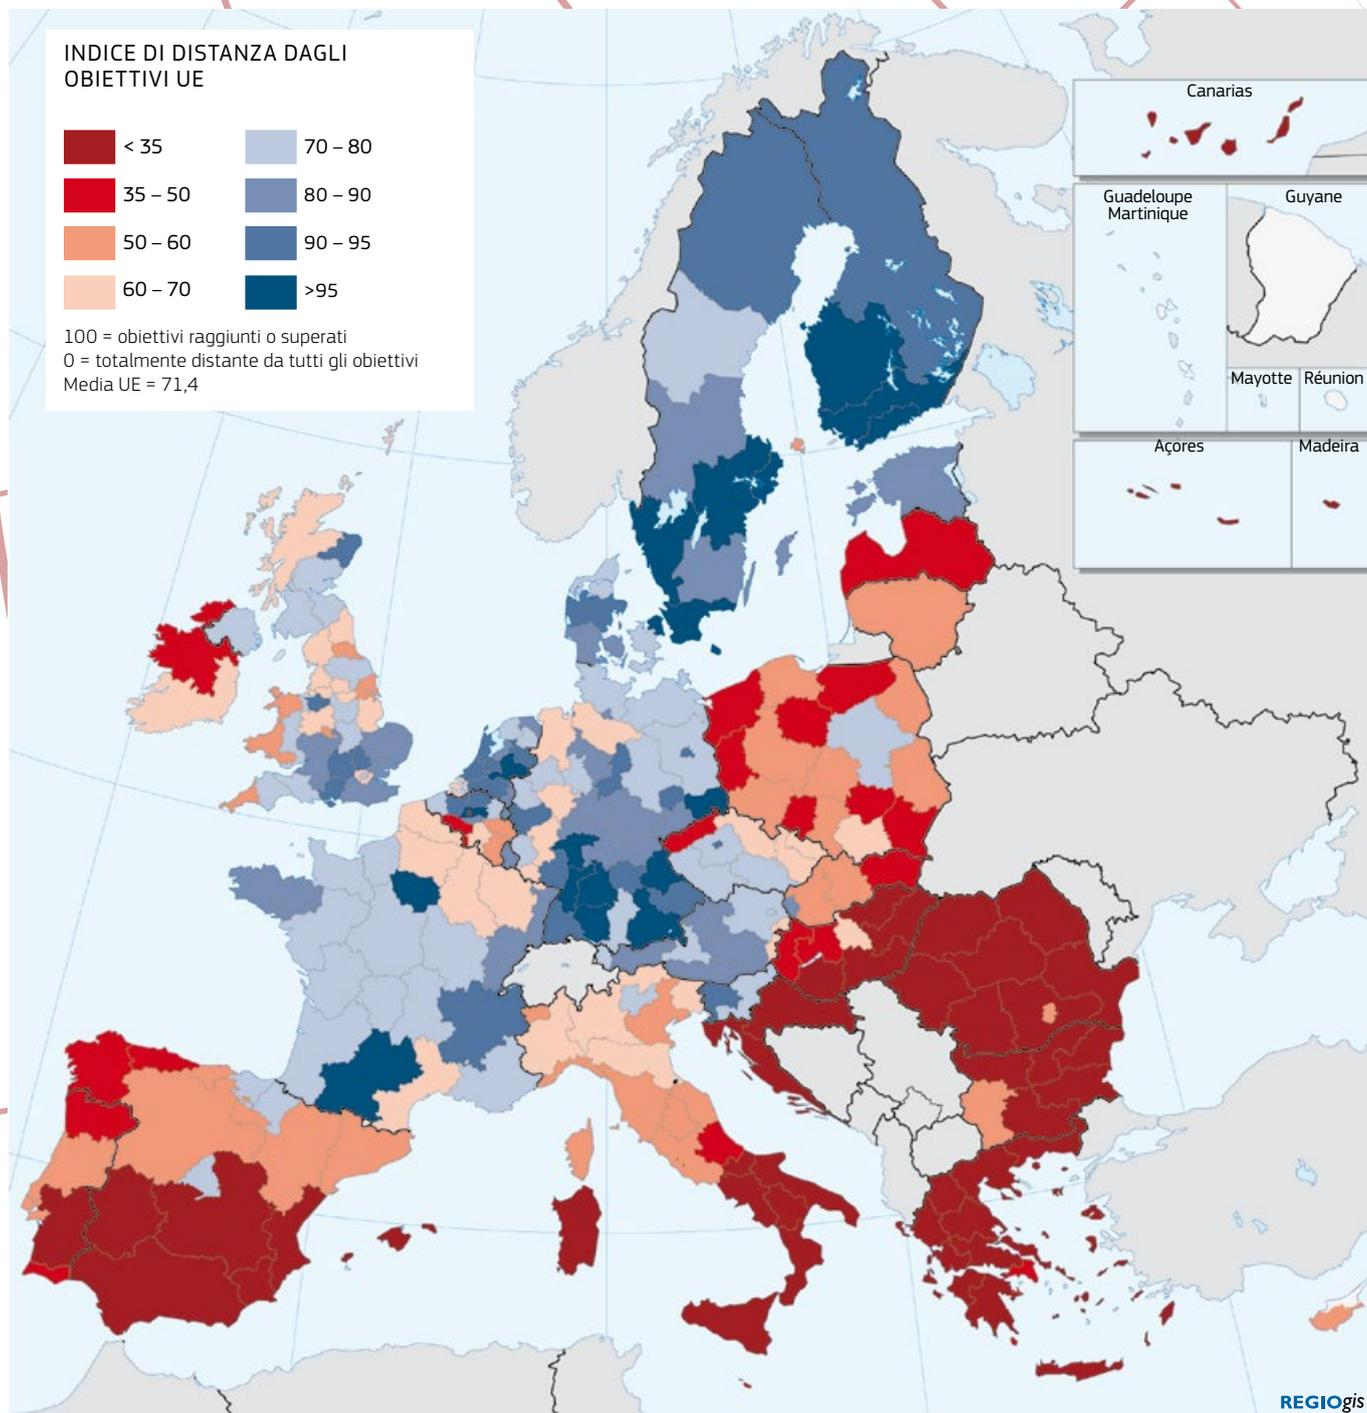 INDICE DI DISTANZA DAGLI
OBIETTIVI UE
< 35
35 – 50
50 – 60
60 – 70
70 – 80
80 – 90
90 – 95
>95
100 = obiettivi raggiunti o superati
0 = totalmente distante da tutti gli obiettivi
Media UE = 71,4
Canarias
Guadeloupe
Martinique
Guyane
Mayotte
Réunion
Açores
Madeira
REGIOgis